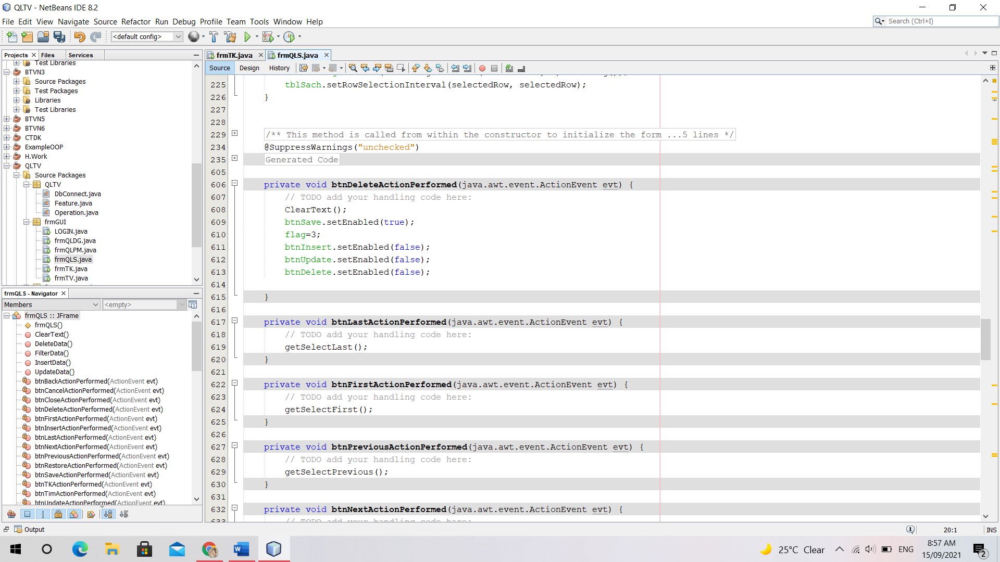 QLTV - NetBeans IDE 8.2
File Edit View Navigate Source Refactor Run Debug Profile Team Tools Window Help
Search (Ctrl+I)
<default config>
Projects Files Services
Test Libraries
BTVN3
Source Packages
Test Packages
Libraries
Test Libraries
BTVN5
BTVN6
CTDK
ExampleOOP
H.Work
QLTV
Source Packages
QLTV
DbConnect.java
Feature.java
Operation.java
frmGUI
LOGIN.java
frmQLDG.java
frmQLPM.java
frmQLS.java
frmTK.java
frmTV.java
frmQLS - Navigator
Members <empty>
frmQLS :: JFrame
frmQLS()
ClearText()
DeleteData()
FilterData()
InsertData()
UpdateData()
btnBackActionPerformed(ActionEvent evt)
btnCancelActionPerformed(ActionEvent evt)
btnCloseActionPerformed(ActionEvent evt)
btnDeleteActionPerformed(ActionEvent evt)
btnFirstActionPerformed(ActionEvent evt)
btnInsertActionPerformed(ActionEvent evt)
btnLastActionPerformed(ActionEvent evt)
btnNextActionPerformed(ActionEvent evt)
btnPreviousActionPerformed(ActionEvent evt)
btnRestoreActionPerformed(ActionEvent evt)
btnSaveActionPerformed(ActionEvent evt)
btnTKActionPerformed(ActionEvent evt)
btnTimActionPerformed(ActionEvent evt)
btnUpdateActionPerformed(ActionEvent evt)
frmTK.java frmQLS.java
Source Design History
225 tblSach.setRowSelectionInterval(selectedRow, selectedRow);
226 }
227
228
229 /** This method is called from within the constructor to initialize the form ...5 lines */
234 @SuppressWarnings("unchecked")
235 Generated Code
605
606 private void btnDeleteActionPerformed(java.awt.event.ActionEvent evt) {
607 // TODO add your handling code here:
608 ClearText();
609 btnSave.setEnabled(true);
610 flag=3;
611 btnInsert.setEnabled(false);
612 btnUpdate.setEnabled(false);
613 btnDelete.setEnabled(false);
614
615 }
616
617 private void btnLastActionPerformed(java.awt.event.ActionEvent evt) {
618 // TODO add your handling code here:
619 getSelectLast();
620 }
621
622 private void btnFirstActionPerformed(java.awt.event.ActionEvent evt) {
623 // TODO add your handling code here:
624 getSelectFirst();
625 }
626
627 private void btnPreviousActionPerformed(java.awt.event.ActionEvent evt) {
628 // TODO add your handling code here:
629 getSelectPrevious();
630 }
631
632 private void btnNextActionPerformed(java.awt.event.ActionEvent evt) {
633 // TODO add your handling code here:
Output
1
20:1 INS
25°C Clear
ENG
8:57 AM
15/09/2021
2